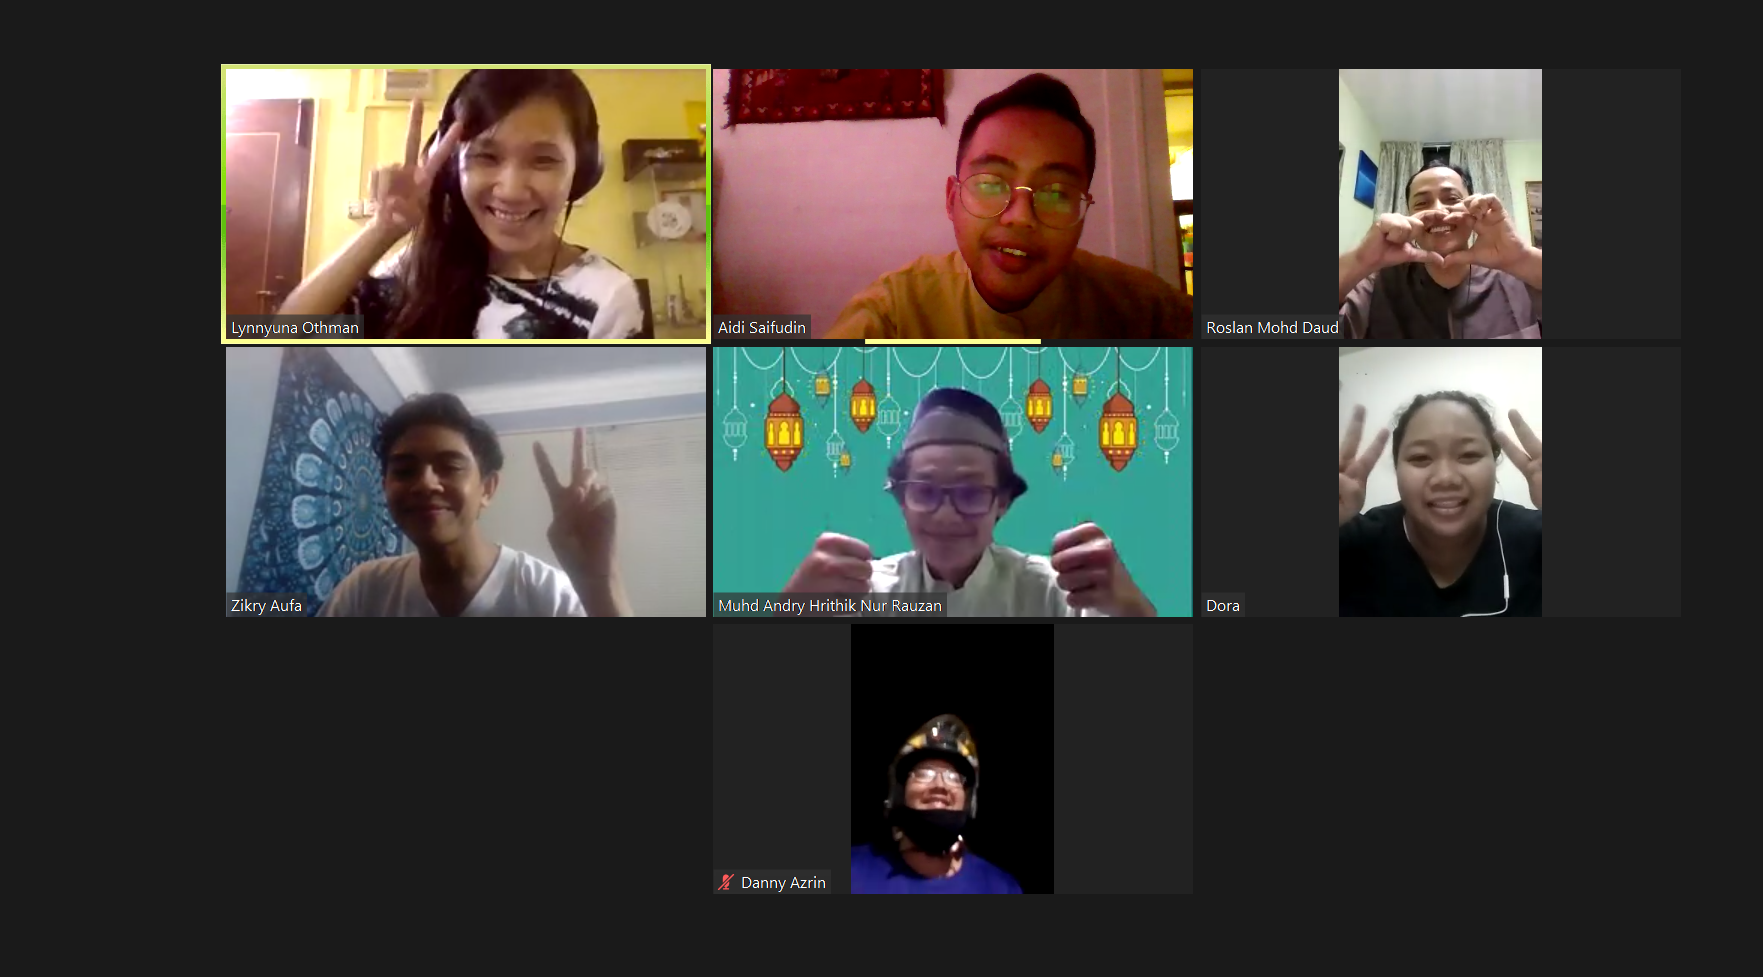 Lynnyuna Othman
Aidi Saifudin
Roslan Mohd Daud
Zikry Aufa
Muhd Andry Hrithik Nur Rauzan
Dora
Danny Azrin